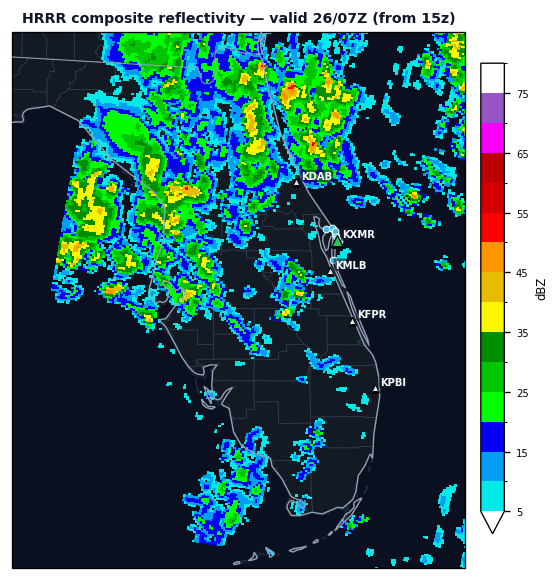 HRRR composite reflectivity — valid 26/07Z (from 15z)
KDAB
KXMR
KMLB
KFPR
KPBI
75
65
55
45
35
25
15
5
dBZ